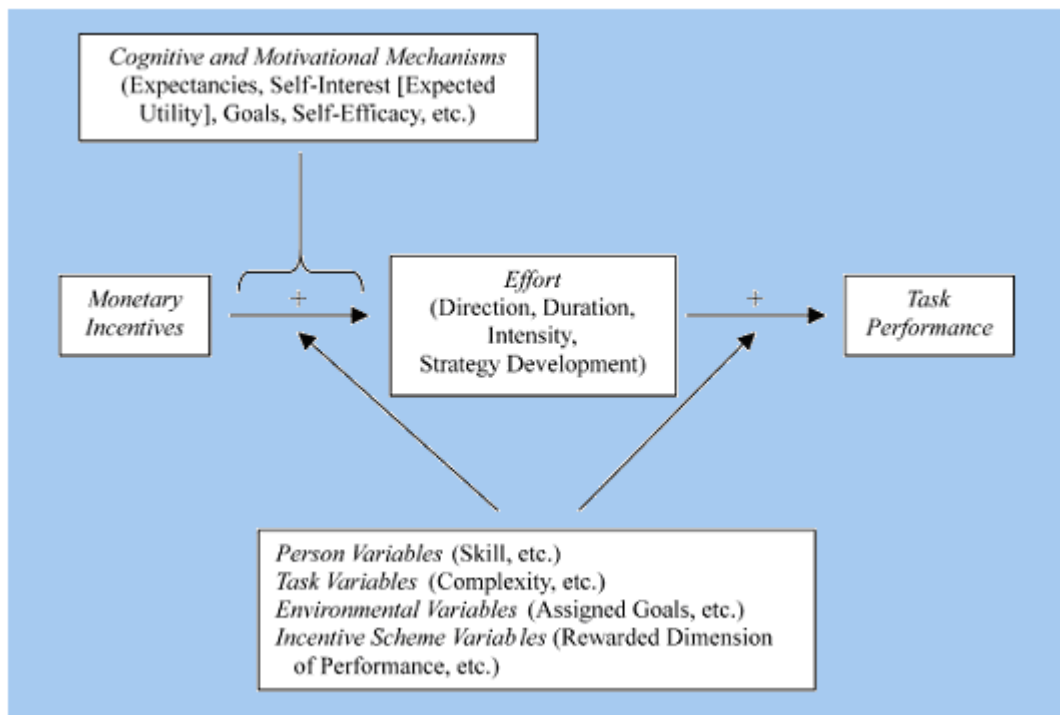 Cognitive and Motivational Mechanisms
(Expectancies, Self-Interest [Expected
Utility], Goals, Self-Efficacy, etc.)
Monetary
Incentives
+
Effort
(Direction, Duration,
Intensity,
Strategy Development)
+
Task
Performance
Person Variables (Skill, etc.)
Task Variables (Complexity, etc.)
Environmental Variables (Assigned Goals, etc.)
Incentive Scheme Variables (Rewarded Dimension
of Performance, etc.)